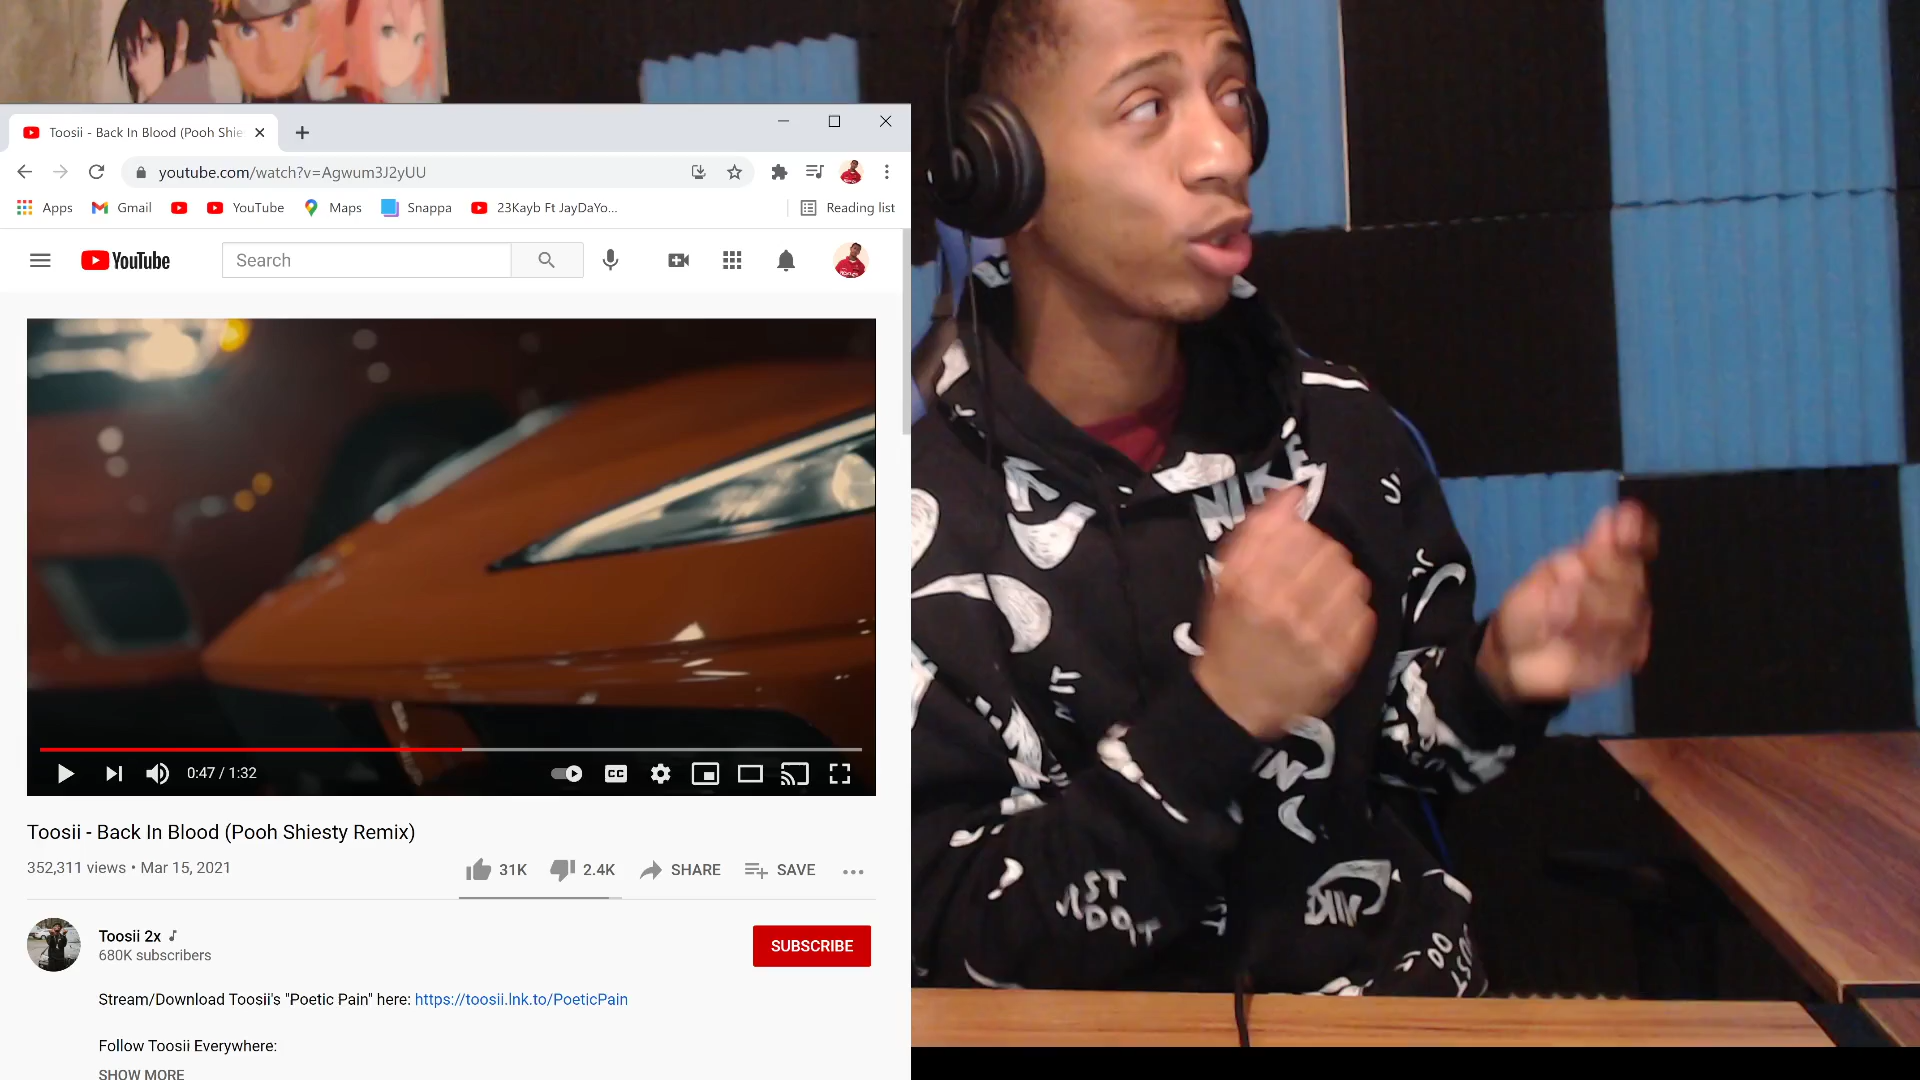 Toosii - Back In Blood (Pooh Shie
youtube.com/watch?v=Agwum3J2yUU
Apps Gmail YouTube Maps Snappa 23Kayb Ft JayDaYo... Reading list
YouTube Search
NIKE
0:47 / 1:32 CC
Toosii - Back In Blood (Pooh Shiesty Remix)
352,311 views • Mar 15, 2021 31K 2.4K SHARE SAVE
Toosii 2x
680K subscribers
SUBSCRIBE
Stream/Download Toosii's "Poetic Pain" here: https://toosii.lnk.to/PoeticPain
Follow Toosii Everywhere:
SHOW MORE